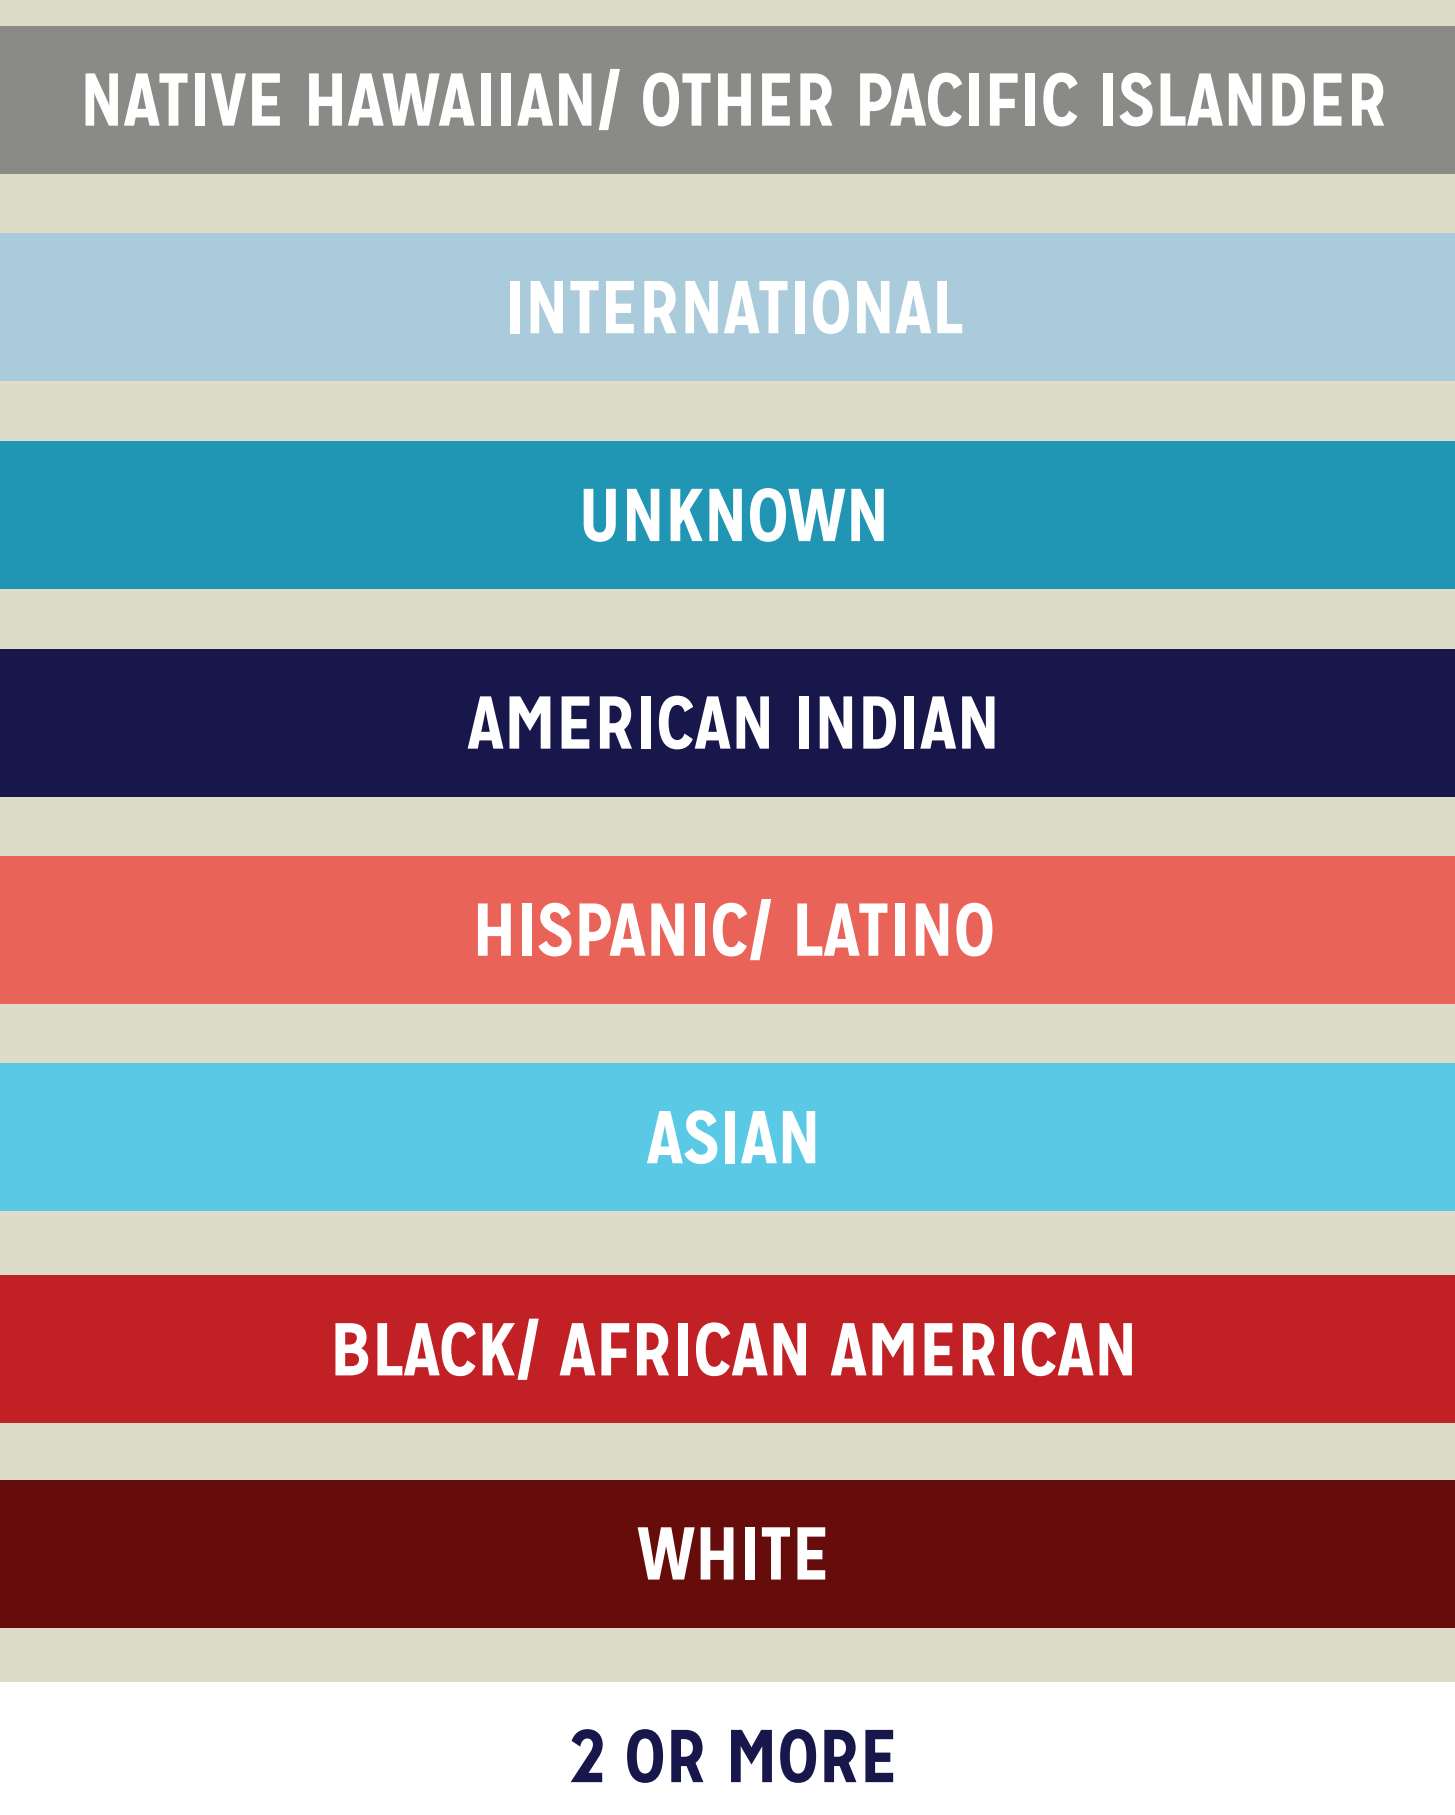 NATIVE HAWAIIAN/ OTHER PACIFIC ISLANDER
INTERNATIONAL
UNKNOWN
AMERICAN INDIAN
HISPANIC/ LATINO
ASIAN
BLACK/ AFRICAN AMERICAN
WHITE
2 OR MORE